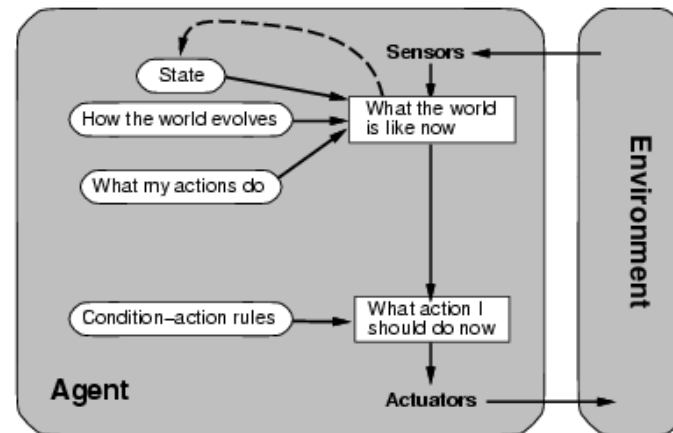 Sensors
State
What the world
is like now
How the world evolves
What my actions do
Environment
Condition–action rules
What action I
should do now
Agent
Actuators